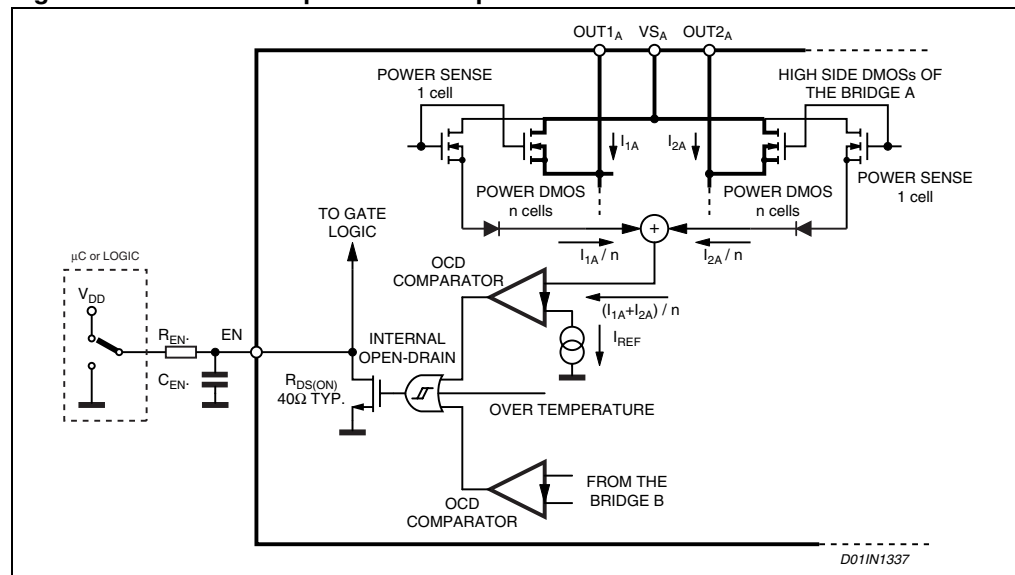 OUT1A VSA OUT2A
POWER SENSE
1 cell
HIGH SIDE DMOSs OF
THE BRIDGE A
I1A
I2A
POWER DMOS
n cells
POWER DMOS
n cells
POWER SENSE
1 cell
TO GATE
LOGIC
+
I1A / n
I2A / n
µC or LOGIC
OCD
COMPARATOR
VDD
(I1A+I2A) / n
IREF
REN.
EN
INTERNAL
OPEN-DRAIN
CEN.
RDS(ON)
40Ω TYP.
OVER TEMPERATURE
FROM THE
BRIDGE B
OCD
COMPARATOR
D01IN1337